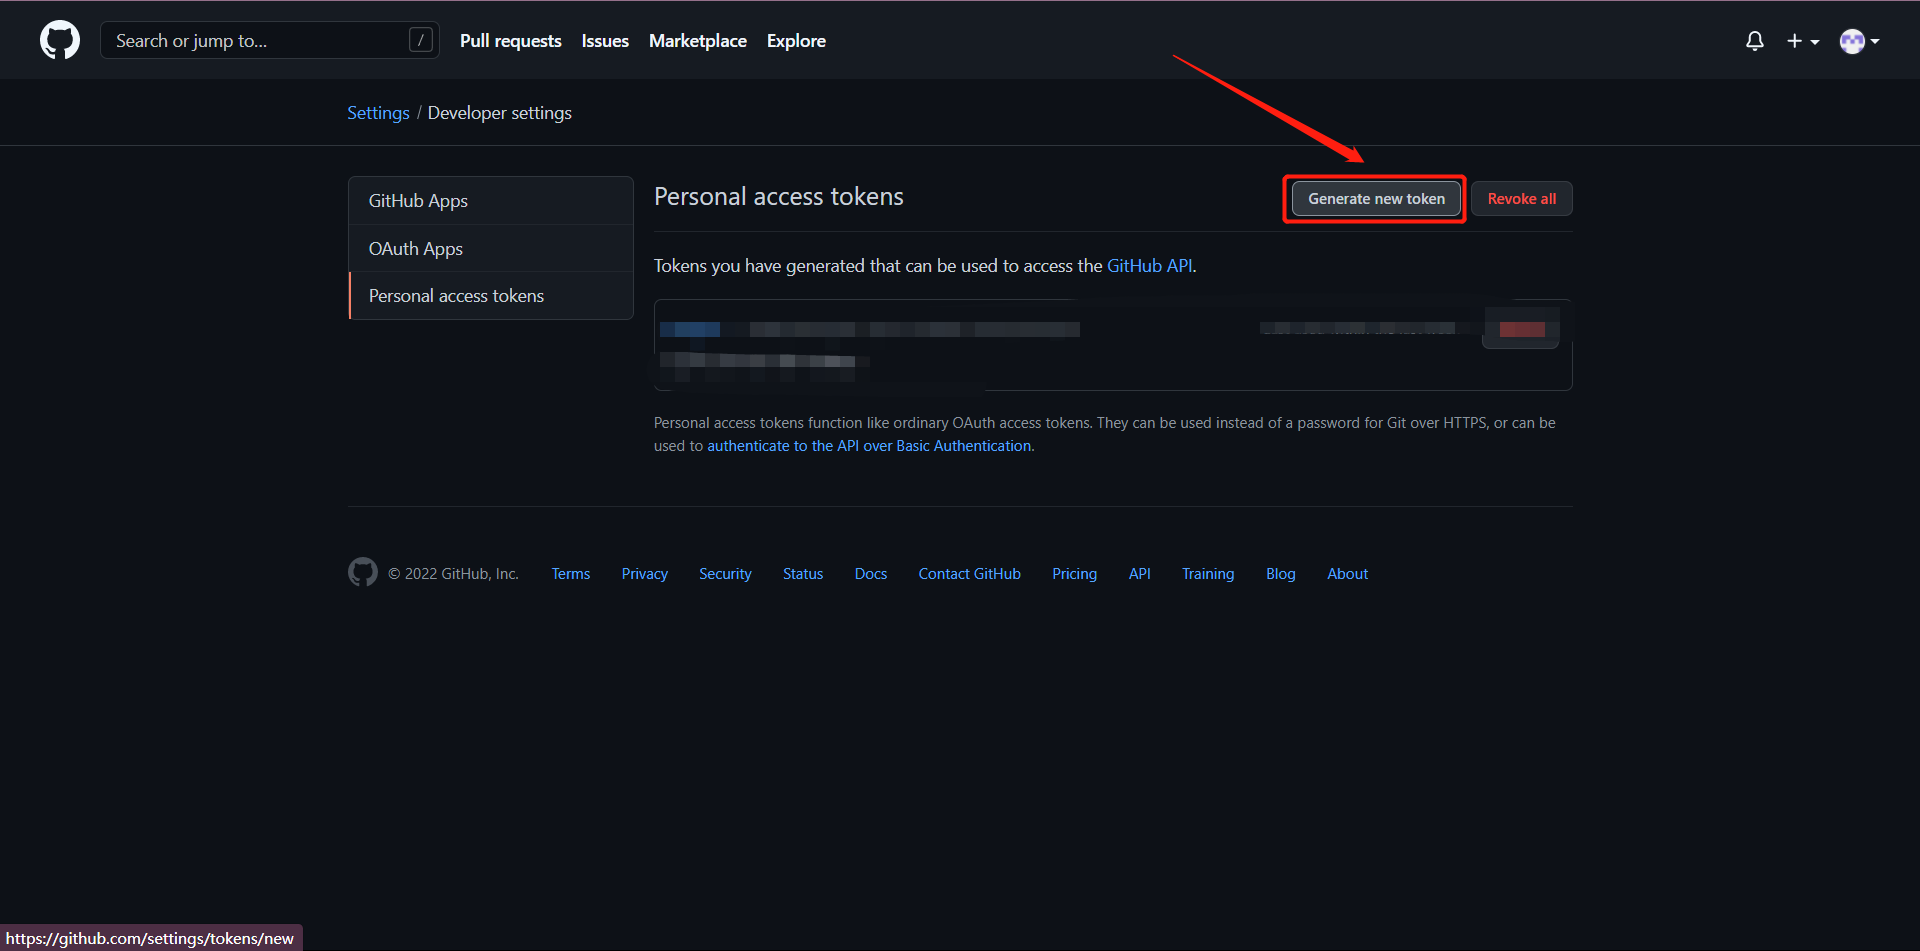 Search or jump to... /
Pull requests Issues Marketplace Explore
Settings / Developer settings
GitHub Apps
OAuth Apps
Personal access tokens
Personal access tokens
Generate new token Revoke all
Tokens you have generated that can be used to access the GitHub API.
Personal access tokens function like ordinary OAuth access tokens. They can be used instead of a password for Git over HTTPS, or can be
used to authenticate to the API over Basic Authentication.
© 2022 GitHub, Inc. Terms Privacy Security Status Docs Contact GitHub Pricing API Training Blog About
https://github.com/settings/tokens/new